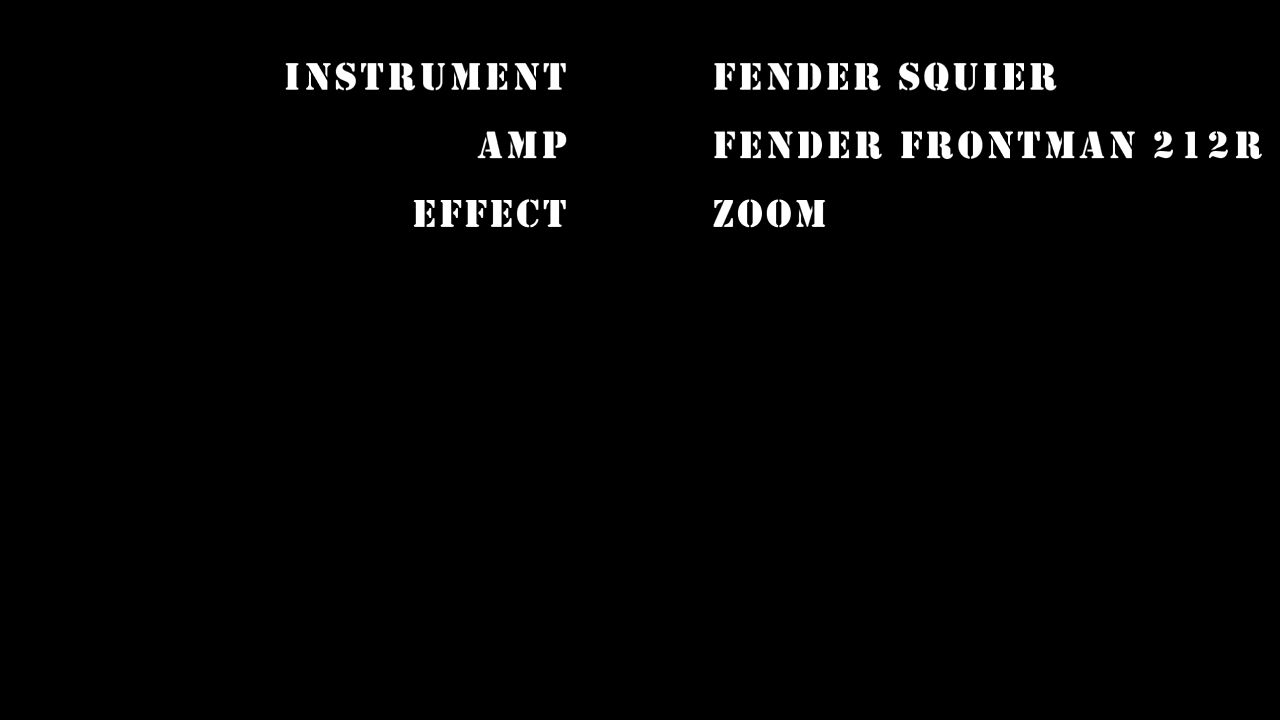 INSTRUMENT FENDER SQUIER
AMP FENDER FRONTMAN 212R
EFFECT ZOOM